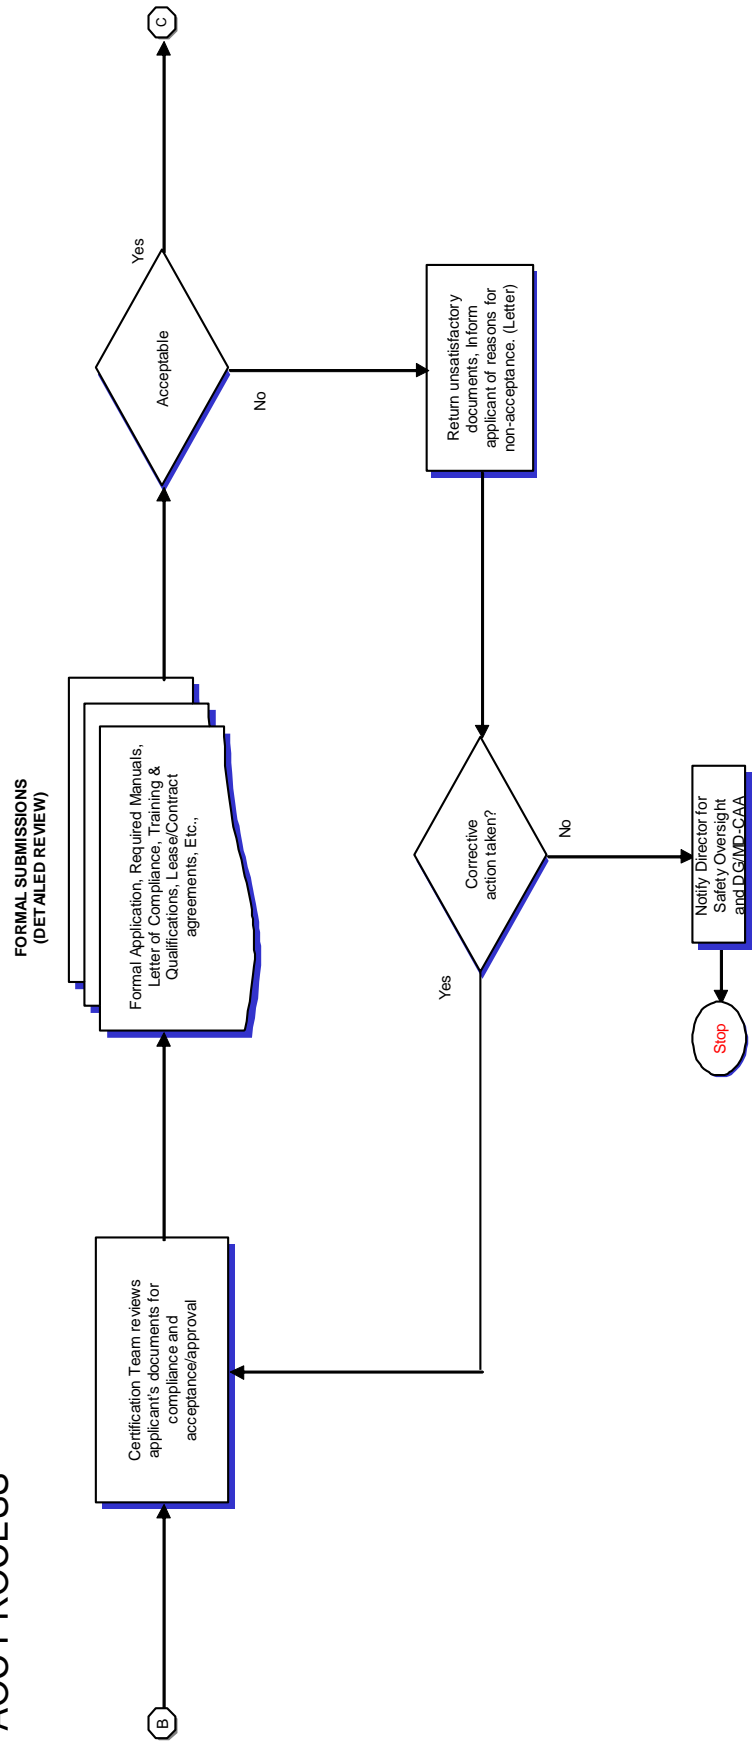 AOC PROCESS
FORMAL SUBMISSIONS
(DETAILED REVIEW)
B
Certification Team reviews
applicant's documents for
compliance and
acceptance/approval
Formal Application, Required Manuals,
Letter of Compliance, Training &
Qualifications, Lease/Contract
agreements, Etc.,
Acceptable
Yes
C
No
Return unsatisfactory
documents, Inform
applicant of reasons for
non-acceptance. (Letter)
Corrective
action taken?
Yes
No
Notify Director for
Safety Oversight
and DG/MD-CAA
Stop